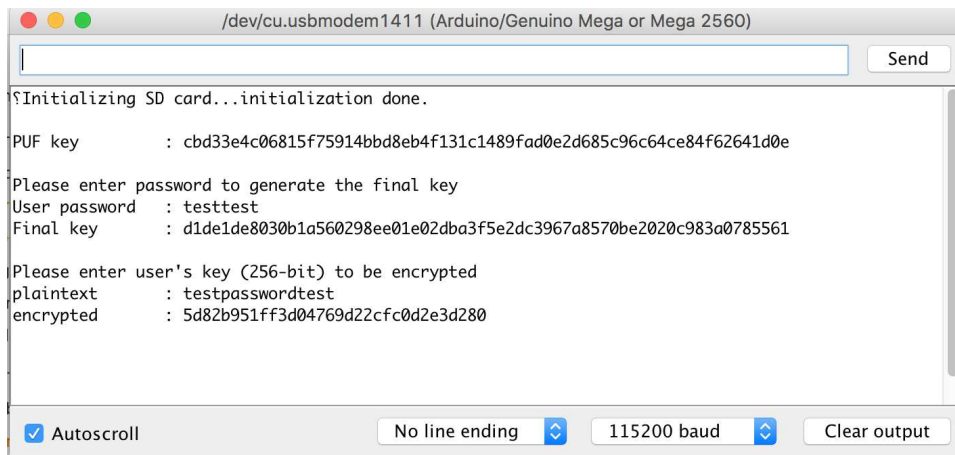 /dev/cu.usbmodem1411 (Arduino/Genuino Mega or Mega 2560)
Send
⸮Initializing SD card...initialization done.
PUF key : cbd33e4c06815f75914bbd8eb4f131c1489fad0e2d685c96c64ce84f62641d0e
Please enter password to generate the final key
User password : testtest
Final key : d1de1de8030b1a560298ee01e02dba3f5e2dc3967a8570be2020c983a0785561
Please enter user's key (256-bit) to be encrypted
plaintext : testpasswordtest
encrypted : 5d82b951ff3d04769d22cfc0d2e3d280
Autoscroll
No line ending
115200 baud
Clear output